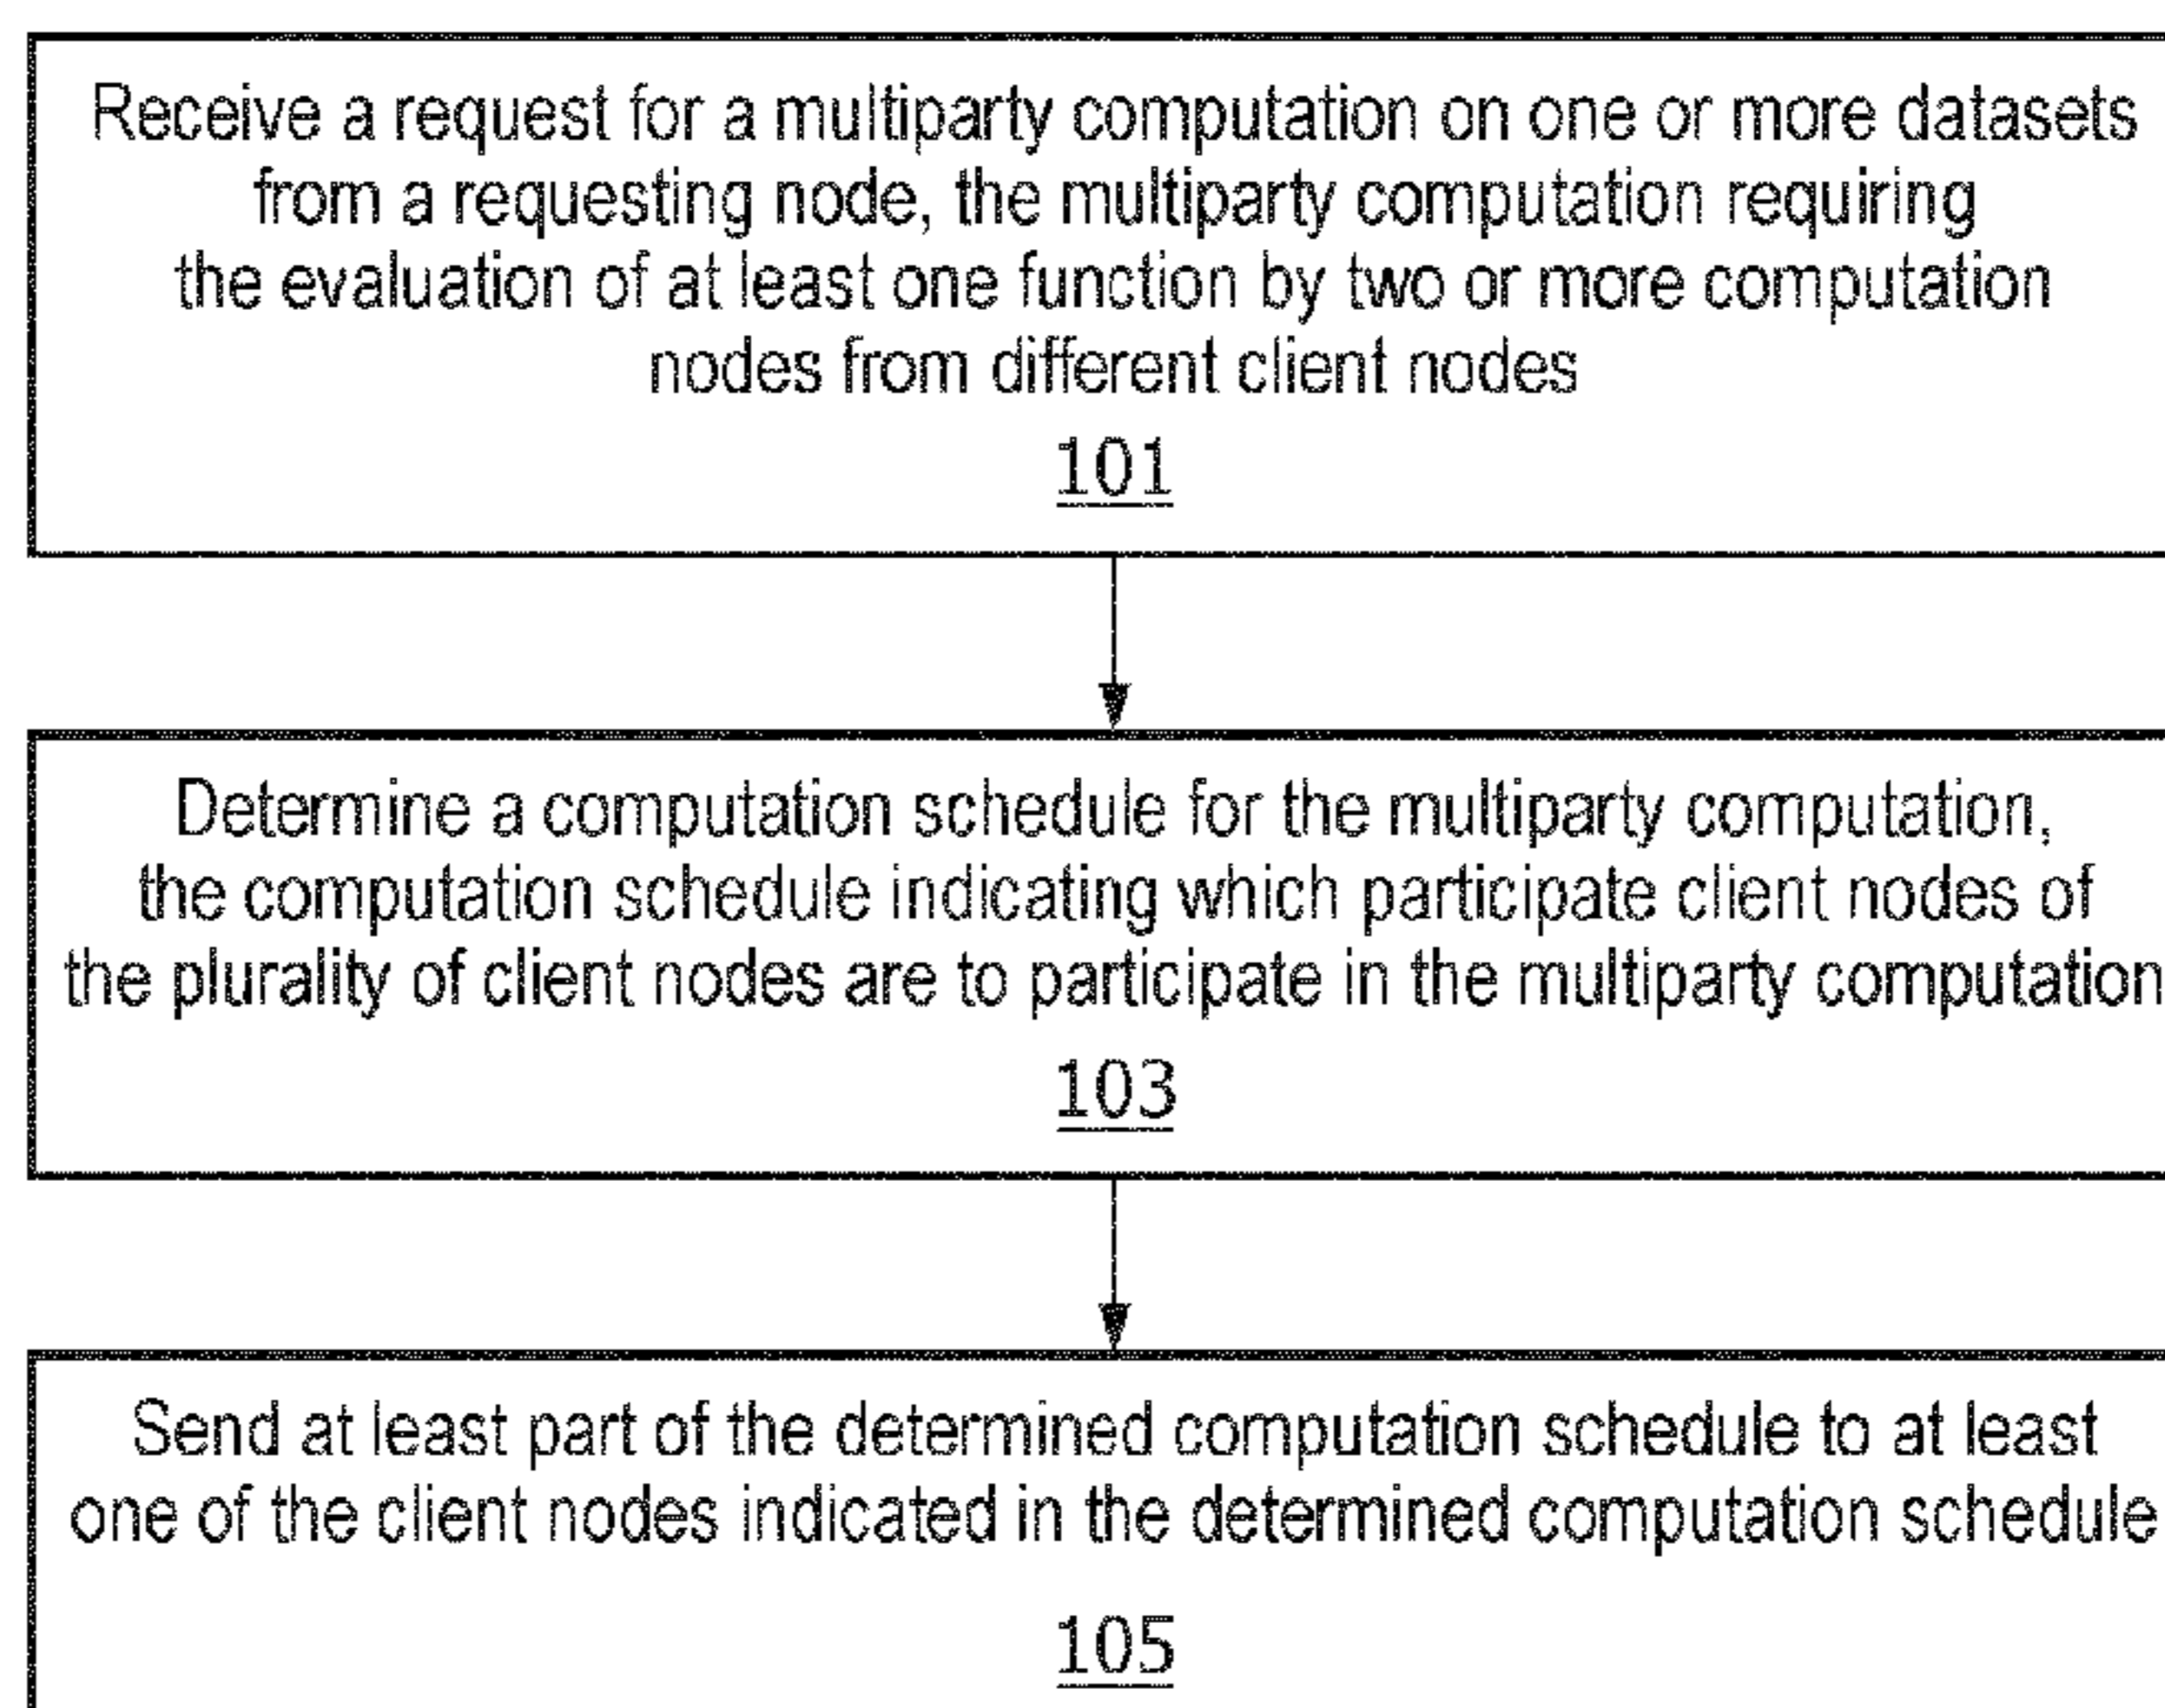 Receive a request for a multiparty computation on one or more datasets
from a requesting node, the multiparty computation requiring
the evaluation of at least one function by two or more computation
nodes from different client nodes
101
Determine a computation schedule for the multiparty computation,
the computation schedule indicating which participate client nodes of
the plurality of client nodes are to participate in the multiparty computation
103
Send at least part of the determined computation schedule to at least
one of the client nodes indicated in the determined computation schedule
105